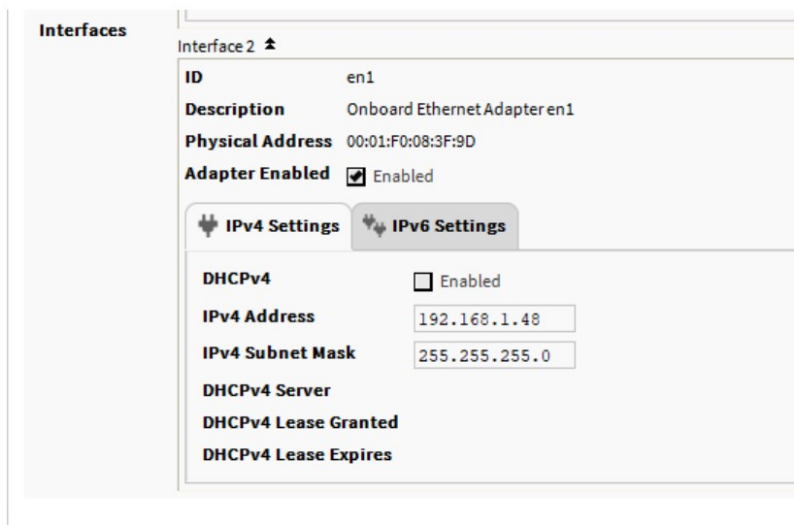 Interfaces
Interface 2
ID en1
Description Onboard Ethernet Adapter en1
Physical Address 00:01:F0:08:3F:9D
Adapter Enabled Enabled
IPv4 Settings IPv6 Settings
DHCPv4 Enabled
IPv4 Address 192.168.1.48
IPv4 Subnet Mask 255.255.255.0
DHCPv4 Server
DHCPv4 Lease Granted
DHCPv4 Lease Expires